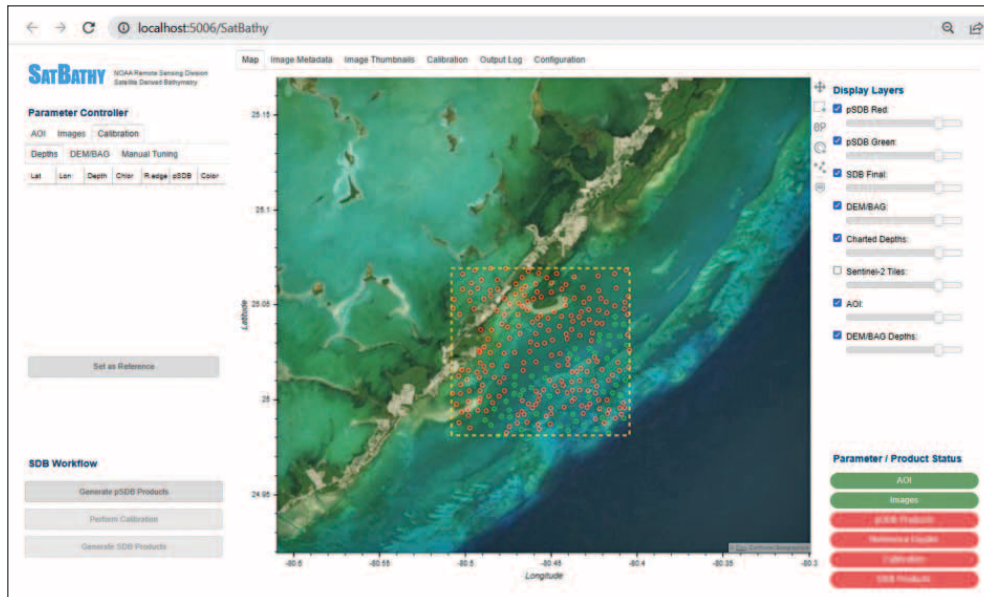 localhost:5006/SatBathy
SATBATHY
NOAA Remote Sensing Division
Satellite Derived Bathymetry
Parameter Controller
AOI Images Calibration
Depths DEM/BAG Manual Tuning
Lat Lon Depth Chlor R.edge pSDB Color
Set as Reference
SDB Workflow
Generate pSDB Products
Perform Calibration
Generate SDB Products
Map Image Metadata Image Thumbnails Calibration Output Log Configuration
Latitude
25.15
25.1
25.05
25
24.95
-80.6 -80.55 -80.5 -80.45 -80.4 -80.35 -80.3
Longitude
Display Layers
pSDB Red:
pSDB Green:
SDB Final:
DEM/BAG:
Charted Depths:
Sentinel-2 Tiles:
AOI:
DEM/BAG Depths:
Parameter / Product Status
AOI
Images
pSDB Products
Calibration
SDB Products